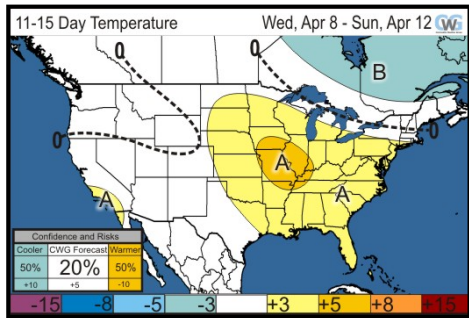 11-15 Day Temperature Wed, Apr 8 - Sun, Apr 12 CWG
0 0
B
0 0
A
A A
Confidence and Risks
Cooler CWG Forecast Warmer
50% 20% 50%
+10 +5 -10
-15 -8 -5 -3 +3 +5 +8 +15